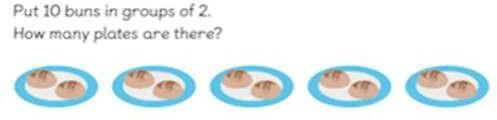 Put 10 buns in groups of 2.
How many plates are there?